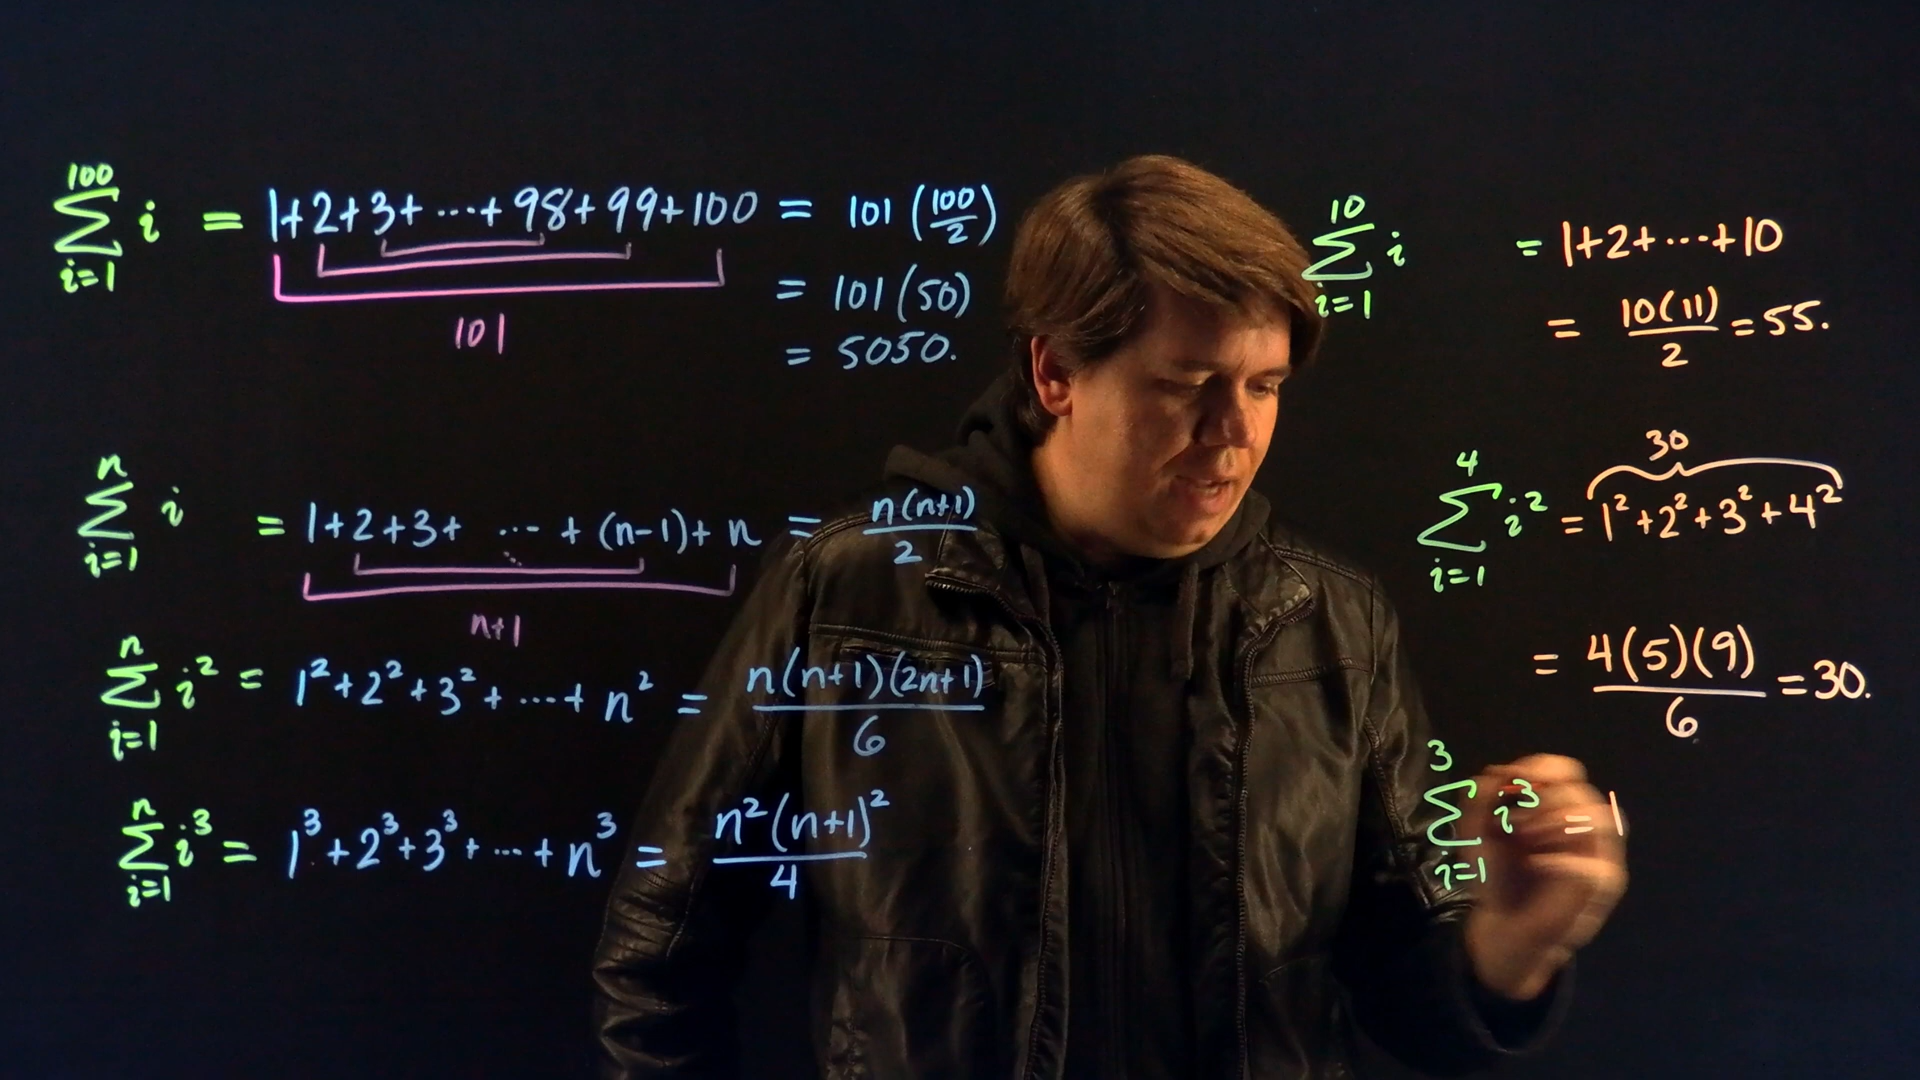 100
∑ i = 1+2+3+⋯+98+99+100 = 101 (100/2)
i=1
= 101 (50)
101
= 5050.
n
∑ i = 1+2+3+ ⋯ + (n-1)+ n = n(n+1)/2
i=1
n+1
n
∑ i² = 1²+2²+3²+⋯+ n² = n(n+1)(2n+1)/6
i=1
n
∑ i³ = 1³+2³+3³+⋯+n³ = n²(n+1)²/4
i=1
10
∑ i = 1+2+⋯+10
i=1
= 10(11)/2 = 55.
30
4
∑ i² = 1²+2²+3²+4²
i=1
= 4(5)(9)/6 = 30.
3
∑ i³ = 1
i=1